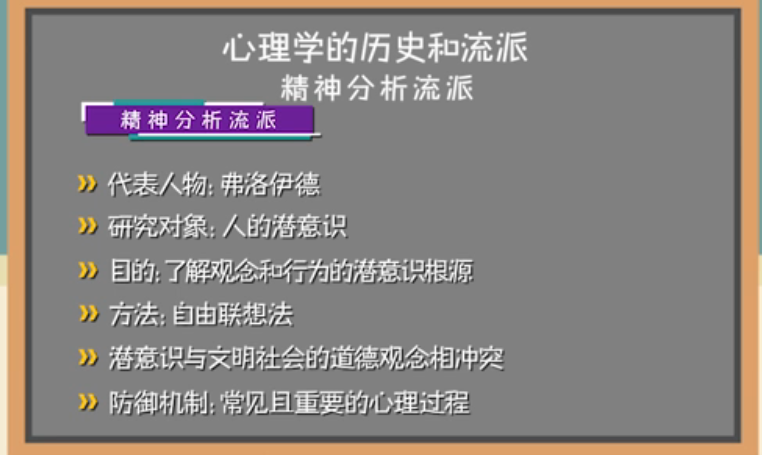 心理学的历史和流派
精神分析流派
精神分析流派
代表人物: 弗洛伊德
研究对象: 人的潜意识
目的: 了解观念和行为的潜意识根源
方法: 自由联想法
潜意识与文明社会的道德观念相冲突
防御机制: 常见且重要的心理过程